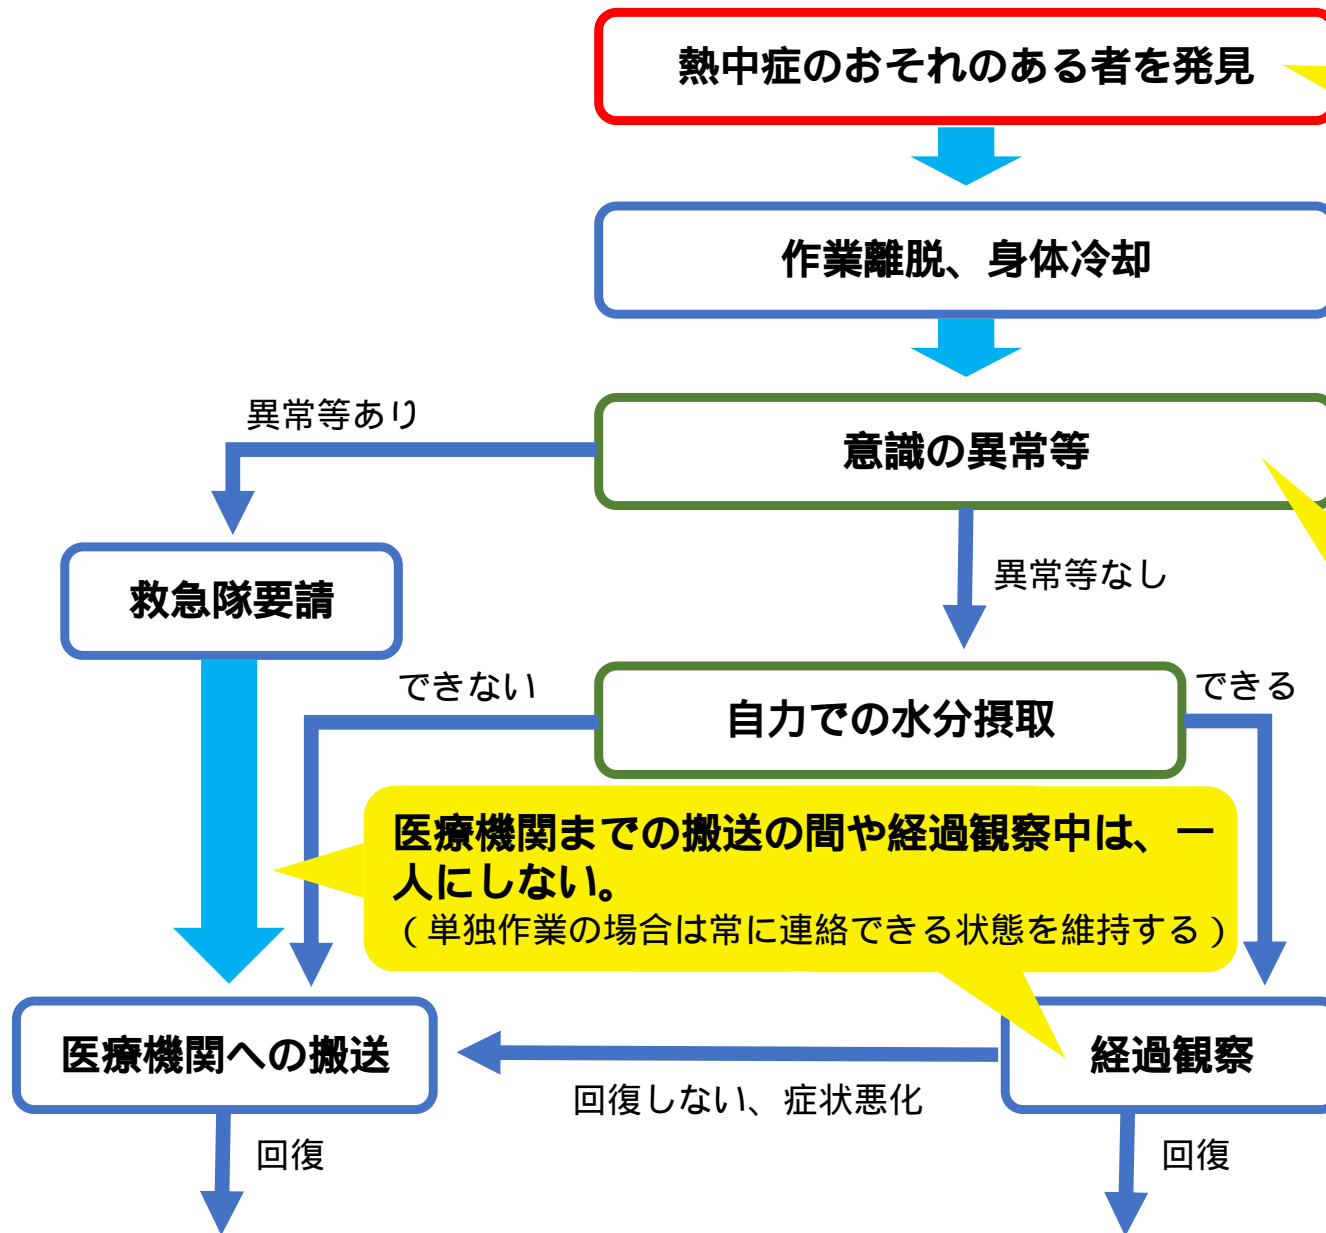 熱中症のおそれのある者を発見
作業離脱、身体冷却
異常等あり
意識の異常等
異常等なし
救急隊要請
できない
自力での水分摂取
できる
医療機関までの搬送の間や経過観察中は、一
人にしない。
（単独作業の場合は常に連絡できる状態を維持する）
医療機関への搬送
経過観察
回復しない、症状悪化
回復
回復